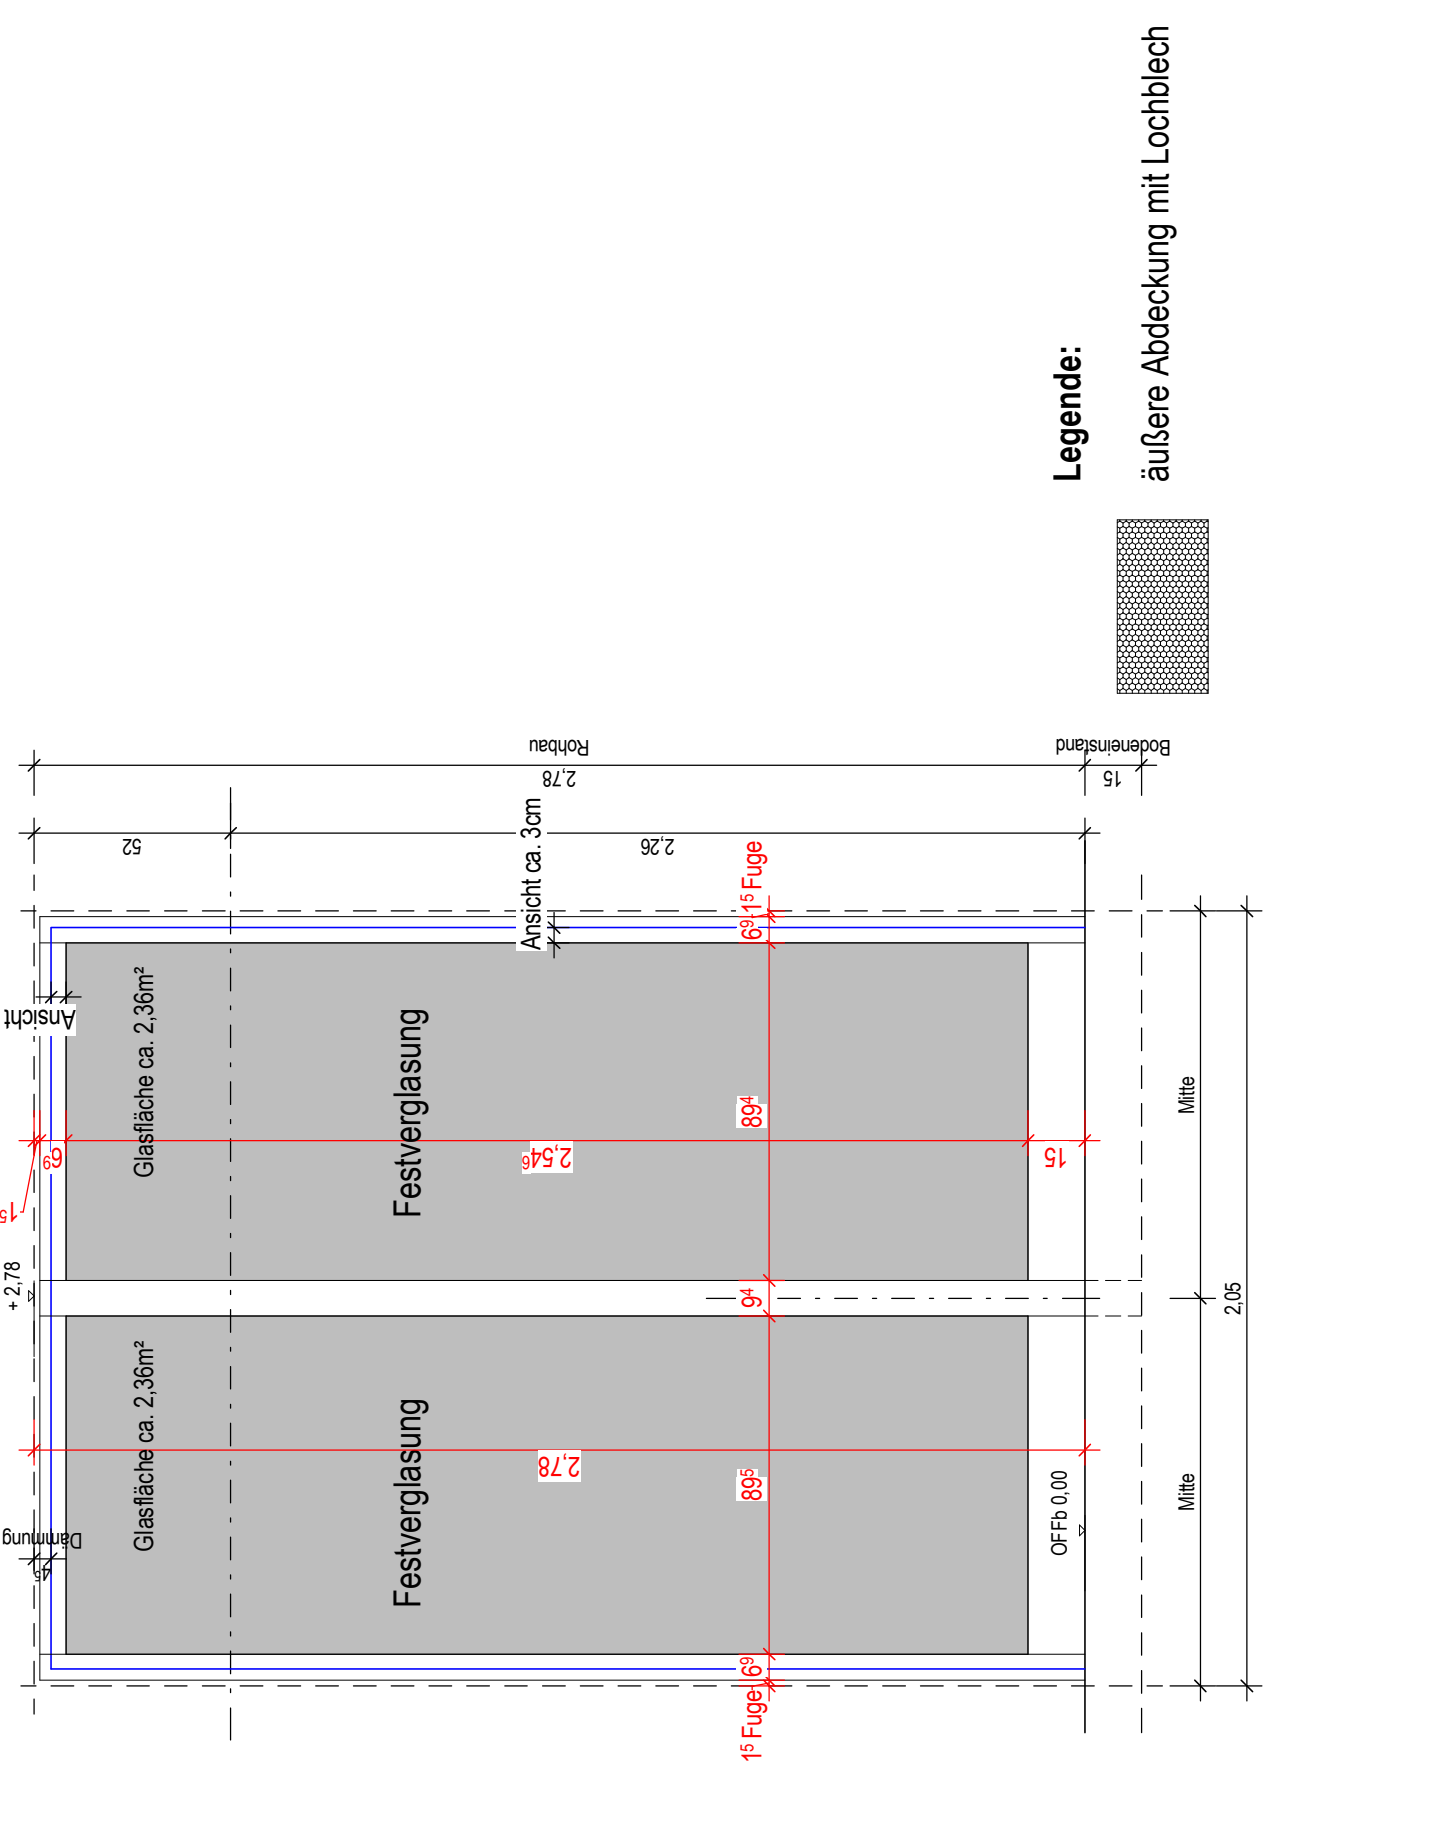 + 2,78
Dämmung
4⁵
1⁵
6⁹
Ansicht
Glasfläche ca. 2,36m²
Glasfläche ca. 2,36m²
52
Festverglasung
Festverglasung
Ansicht ca. 3cm
2,54⁶
2,78
Rohbau
2,78
2,26
1⁵ Fuge
6⁹
89⁵
9⁴
89⁴
6⁹
1⁵ Fuge
15
OFFb 0,00
Bodeneinstand
15
Mitte
Mitte
2,05
Legende:
äußere Abdeckung mit Lochblech